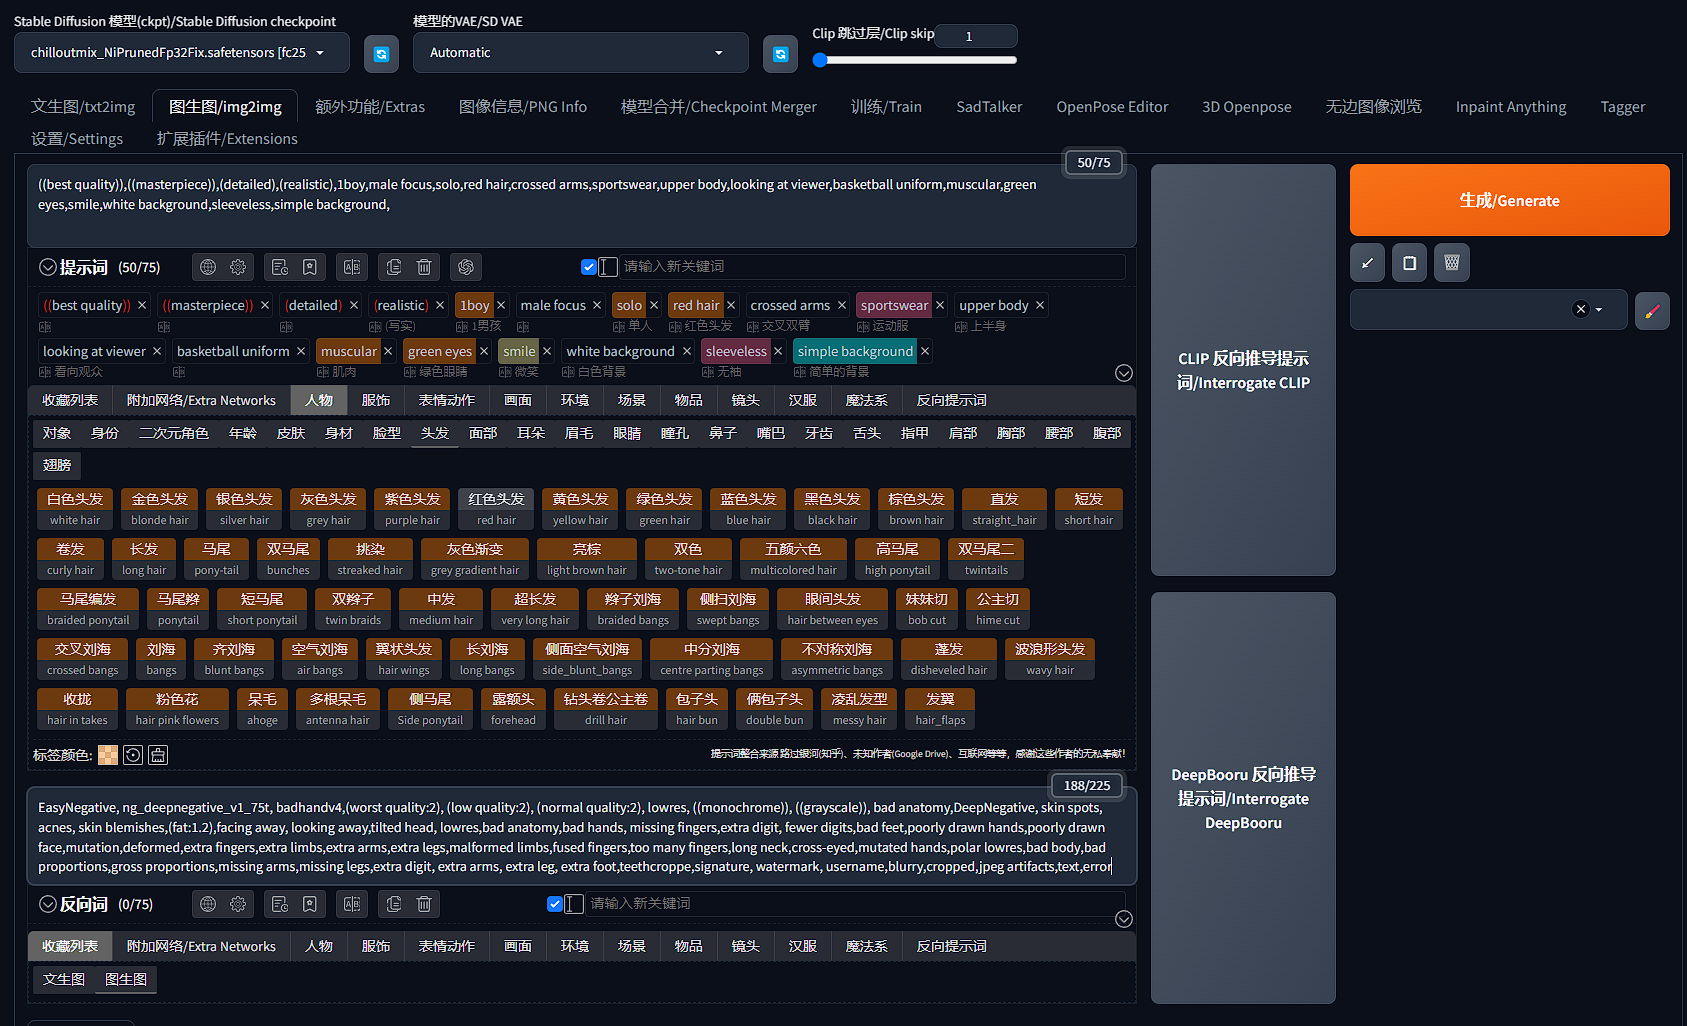 Stable Diffusion 模型(ckpt)/Stable Diffusion checkpoint
模型的VAE/SD VAE
Clip 跳过层/Clip skip
1
chilloutmix_NiPrunedFp32Fix.safetensors [fc25
Automatic
文生图/txt2img
图生图/img2img
额外功能/Extras
图像信息/PNG Info
模型合并/Checkpoint Merger
训练/Train
SadTalker
OpenPose Editor
3D Openpose
无边图像浏览
Inpaint Anything
Tagger
设置/Settings
扩展插件/Extensions
50/75
((best quality)),((masterpiece)),(detailed),(realistic),1boy,male focus,solo,red hair,crossed arms,sportswear,upper body,looking at viewer,basketball uniform,muscular,green
eyes,smile,white background,sleeveless,simple background,
提示词 (50/75)
请输入新关键词
((best quality)) × ((masterpiece)) × (detailed) × (realistic) × 1boy × male focus × solo × red hair × crossed arms × sportswear × upper body ×
(写实) 1男孩 单人 红色头发 交叉双臂 运动服 上半身
looking at viewer × basketball uniform × muscular × green eyes × smile × white background × sleeveless × simple background ×
看向观众 肌肉 绿色眼睛 微笑 白色背景 无袖 简单的背景
收藏列表 附加网络/Extra Networks 人物 服饰 表情动作 画面 环境 场景 物品 镜头 汉服 魔法系 反向提示词
对象 身份 二次元角色 年龄 皮肤 身材 脸型 头发 面部 耳朵 眉毛 眼睛 瞳孔 鼻子 嘴巴 牙齿 舌头 指甲 肩部 胸部 腰部 腹部
翅膀
白色头发 金色头发 银色头发 灰色头发 紫色头发 红色头发 黄色头发 绿色头发 蓝色头发 黑色头发 棕色头发 直发 短发
white hair blonde hair silver hair grey hair purple hair red hair yellow hair green hair blue hair black hair brown hair straight_hair short hair
卷发 长发 马尾 双马尾 挑染 灰色渐变 亮棕 双色 五颜六色 高马尾 双马尾二
curly hair long hair pony-tail bunches streaked hair grey gradient hair light brown hair two-tone hair multicolored hair high ponytail twintails
马尾编发 马尾辫 短马尾 双辫子 中发 超长发 辫子刘海 侧扫刘海 眼间头发 妹妹切 公主切
braided ponytail ponytail short ponytail twin braids medium hair very long hair braided bangs swept bangs hair between eyes bob cut hime cut
交叉刘海 刘海 齐刘海 空气刘海 翼状头发 长刘海 侧面空气刘海 中分刘海 不对称刘海 蓬发 波浪形头发
crossed bangs bangs blunt bangs air bangs hair wings long bangs side_blunt_bangs centre parting bangs asymmetric bangs disheveled hair wavy hair
收拢 粉色花 呆毛 多根呆毛 侧马尾 露额头 钻头卷公主卷 包子头 俩包子头 凌乱发型 发翼
hair in takes hair pink flowers ahoge antenna hair Side ponytail forehead drill hair hair bun double bun messy hair hair_flaps
标签颜色:
提示词整合来源 路过銀河(知乎)、未知作者(Google Drive)、互联网等等，感谢这些作者的无私奉献！
188/225
EasyNegative, ng_deepnegative_v1_75t, badhandv4,(worst quality:2), (low quality:2), (normal quality:2), lowres, ((monochrome)), ((grayscale)), bad anatomy,DeepNegative, skin spots,
acnes, skin blemishes,(fat:1.2),facing away, looking away,tilted head, lowres,bad anatomy,bad hands, missing fingers,extra digit, fewer digits,bad feet,poorly drawn hands,poorly drawn
face,mutation,deformed,extra fingers,extra limbs,extra arms,extra legs,malformed limbs,fused fingers,too many fingers,long neck,cross-eyed,mutated hands,polar lowres,bad body,bad
proportions,gross proportions,missing arms,missing legs,extra digit, extra arms, extra leg, extra foot,teethcroppe,signature, watermark, username,blurry,cropped,jpeg artifacts,text,error
反向词 (0/75)
请输入新关键词
收藏列表 附加网络/Extra Networks 人物 服饰 表情动作 画面 环境 场景 物品 镜头 汉服 魔法系 反向提示词
文生图 图生图
CLIP 反向推导提示
词/Interrogate CLIP
DeepBooru 反向推导
提示词/Interrogate
DeepBooru
生成/Generate